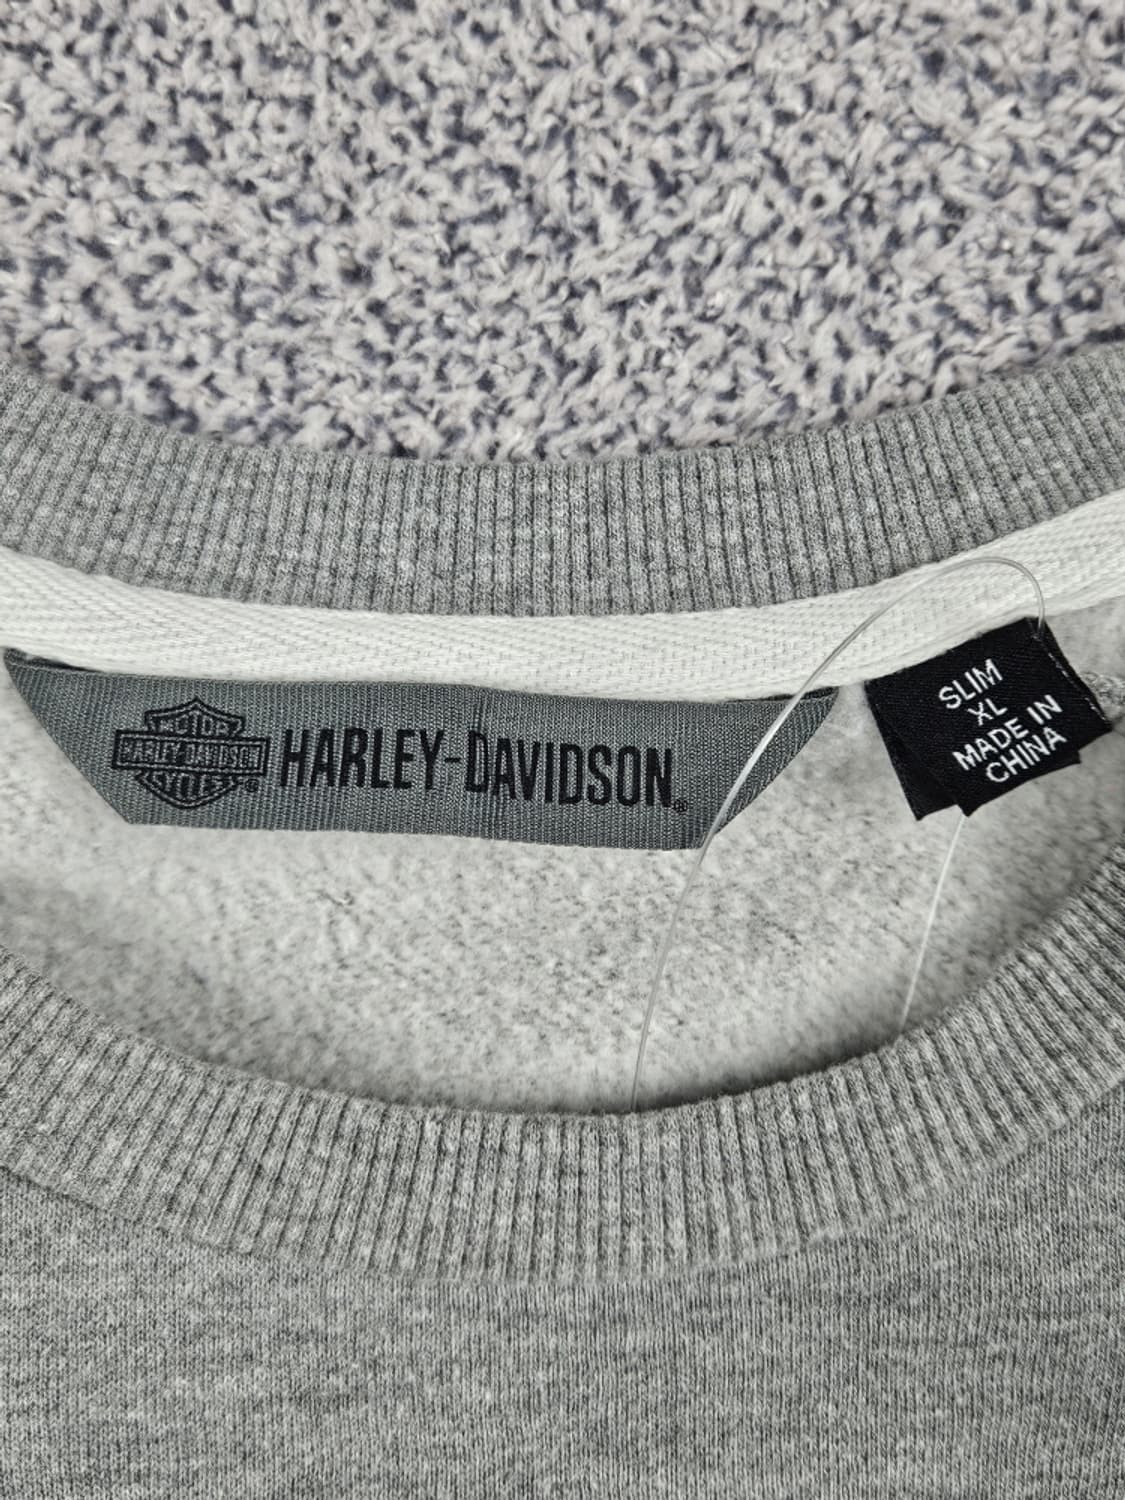 MOTOR
HARLEY-DAVIDSON
CYCLES
®
HARLEY-DAVIDSON®
SLIM
XL
MADE IN
CHINA